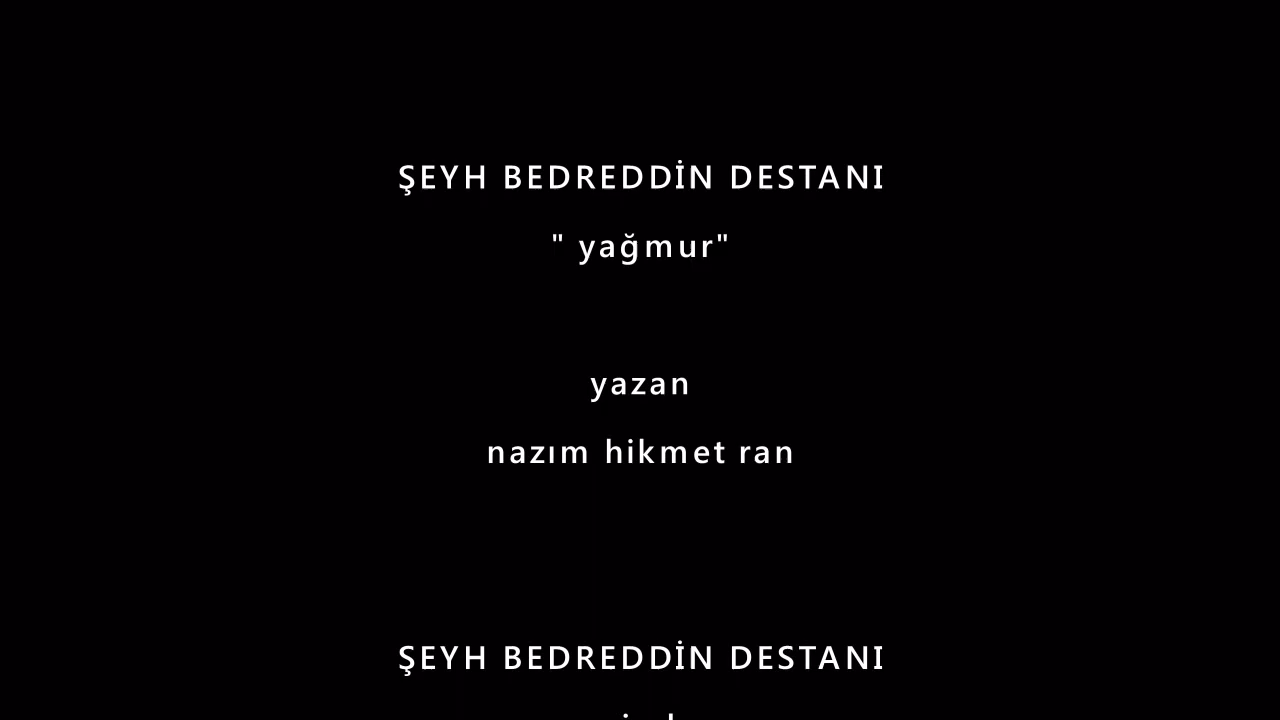 ŞEYH BEDREDDİN DESTANI
" yağmur"
yazan
nazım hikmet ran
ŞEYH BEDREDDİN DESTANI